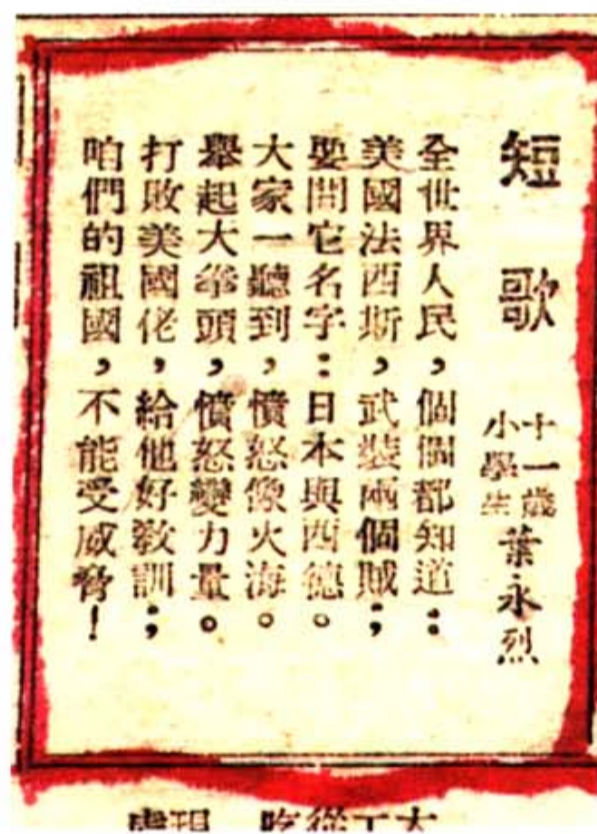 短歌
十一歲
小學生
葉永烈
全世界人民，個個都知道：
美國法西斯，武裝兩個賊；
要問它名字：日本與西德。
大家一聽到，憤怒像火海。
舉起大拳頭，憤怒變力量。
打敗美國佬，給他好教訓；
咱們的祖國，不能受威脅！